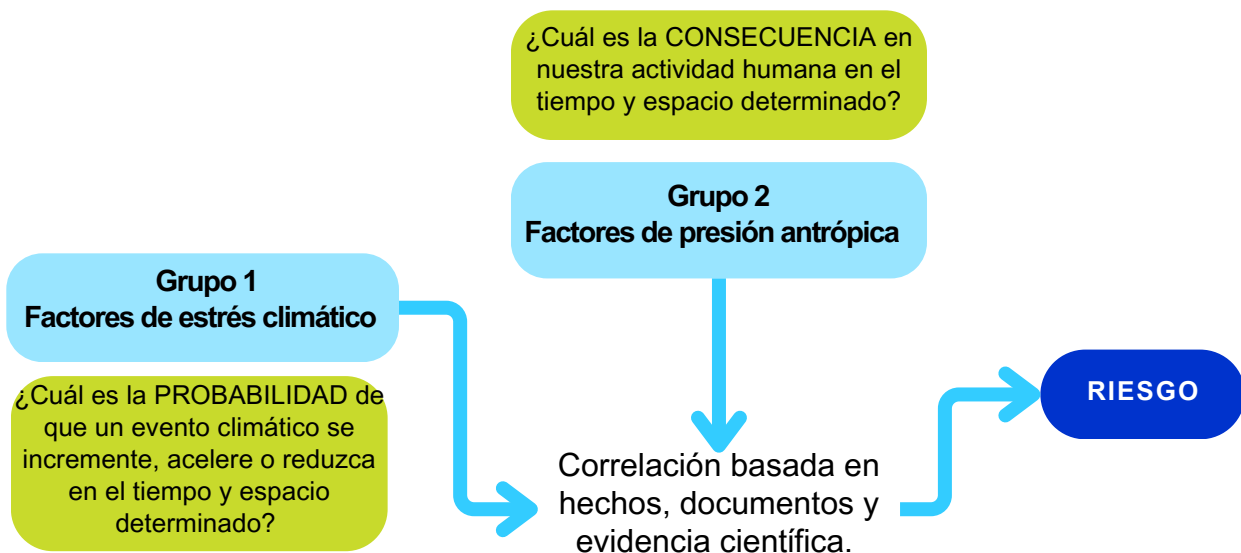 ¿Cuál es la CONSECUENCIA en
nuestra actividad humana en el
tiempo y espacio determinado?
Grupo 2
Factores de presión antrópica
Grupo 1
Factores de estrés climático
¿Cuál es la PROBABILIDAD de
que un evento climático se
incremente, acelere o reduzca
en el tiempo y espacio
determinado?
Correlación basada en
hechos, documentos y
evidencia científica.
RIESGO